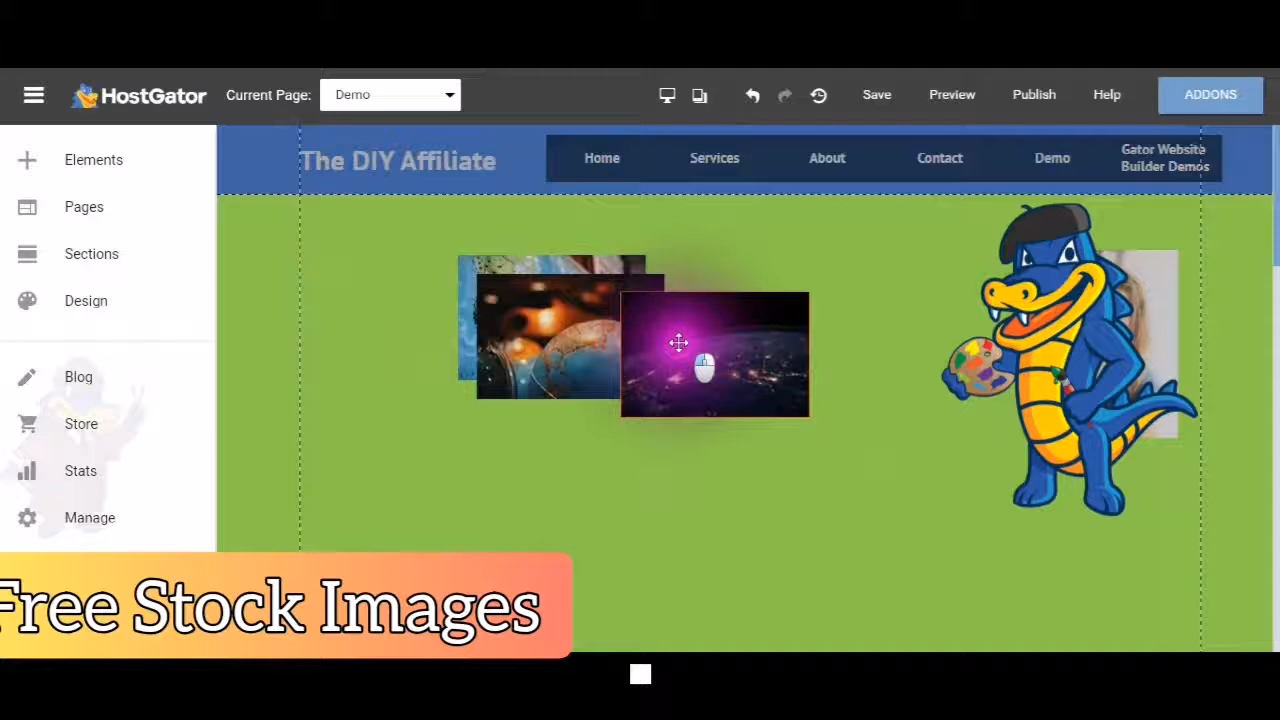 HostGator
Current Page:
Demo
Save
Preview
Publish
Help
ADDONS
Elements
Pages
Sections
Design
Blog
Store
Stats
Manage
The DIY Affiliate
Home
Services
About
Contact
Demo
Gator Website
Builder Demos
Free Stock Images